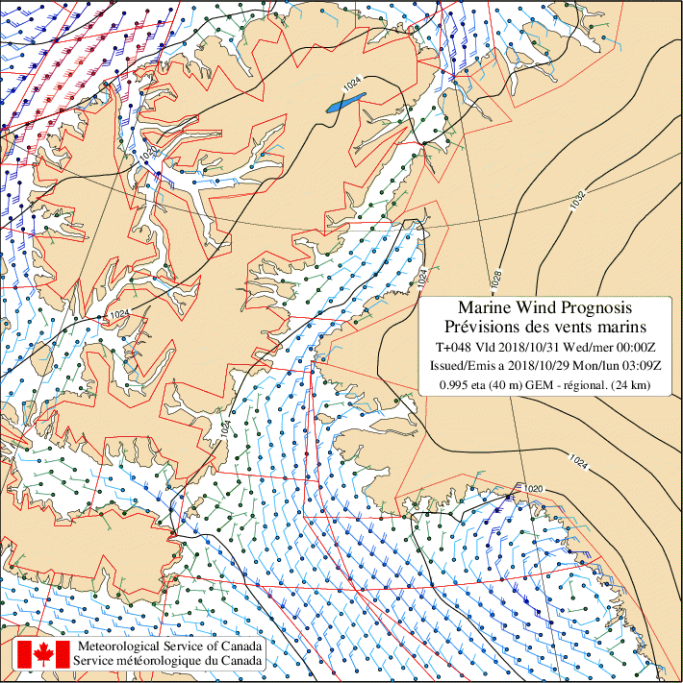 1024
1020
1032
1028
1024
1024
Marine Wind Prognosis
Prévisions des vents marins
T+048 Vld 2018/10/31 Wed/mer 00:00Z
Issued/Emis a 2018/10/29 Mon/lun 03:09Z
0.995 eta (40 m) GEM - régional. (24 km)
1024
1024
1020
Meteorological Service of Canada
Service météorologique du Canada